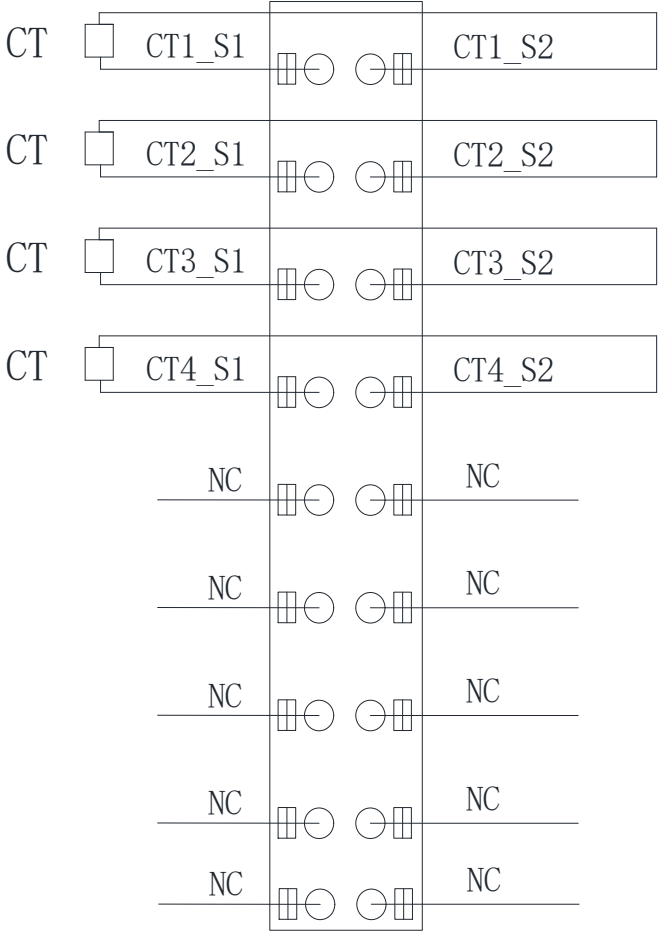 CT CT1_S1 CT1_S2
CT CT2_S1 CT2_S2
CT CT3_S1 CT3_S2
CT CT4_S1 CT4_S2
NC NC
NC NC
NC NC
NC NC
NC NC